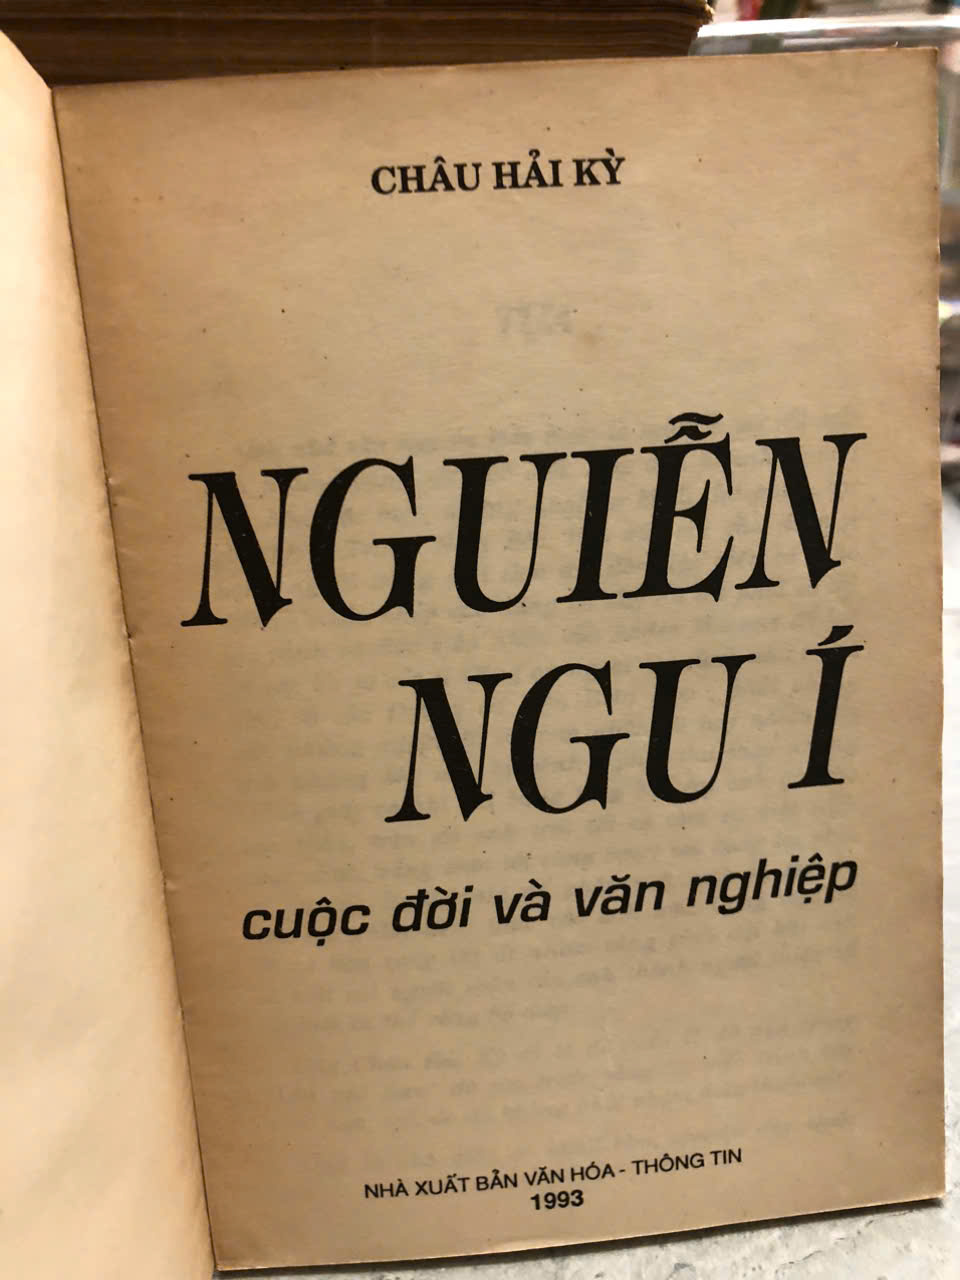 CHÂU HẢI KỲ
NGUIỄN
NGU Í
cuộc đời và văn nghiệp
NHÀ XUẤT BẢN VĂN HÓA - THÔNG TIN
1993